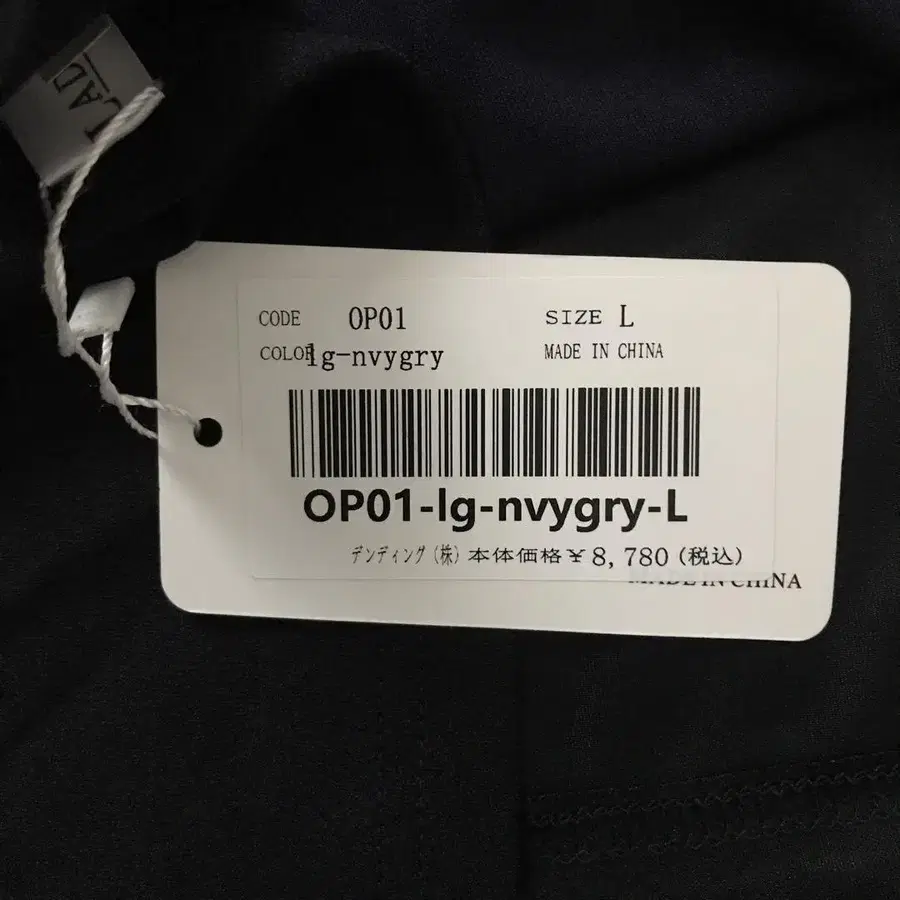 LAD
CODE OP01 SIZE L
COLOR lg-nvygry MADE IN CHINA
OP01-lg-nvygry-L
デンディング(株)本体価格￥8,780(税込)
MADE IN CHINA